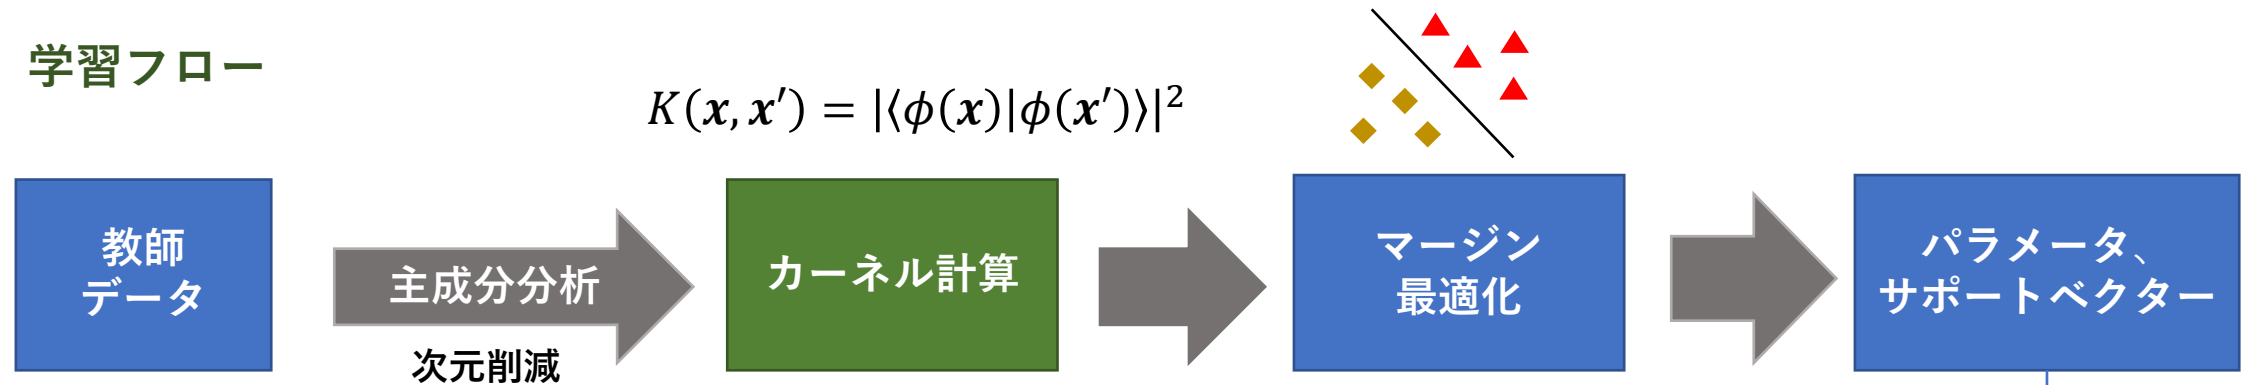 学習フロー
K(x, x′) = |⟨ϕ(x)|ϕ(x′)⟩|²
教師
データ
主成分分析
次元削減
カーネル計算
マージン
最適化
パラメータ、
サポートベクター